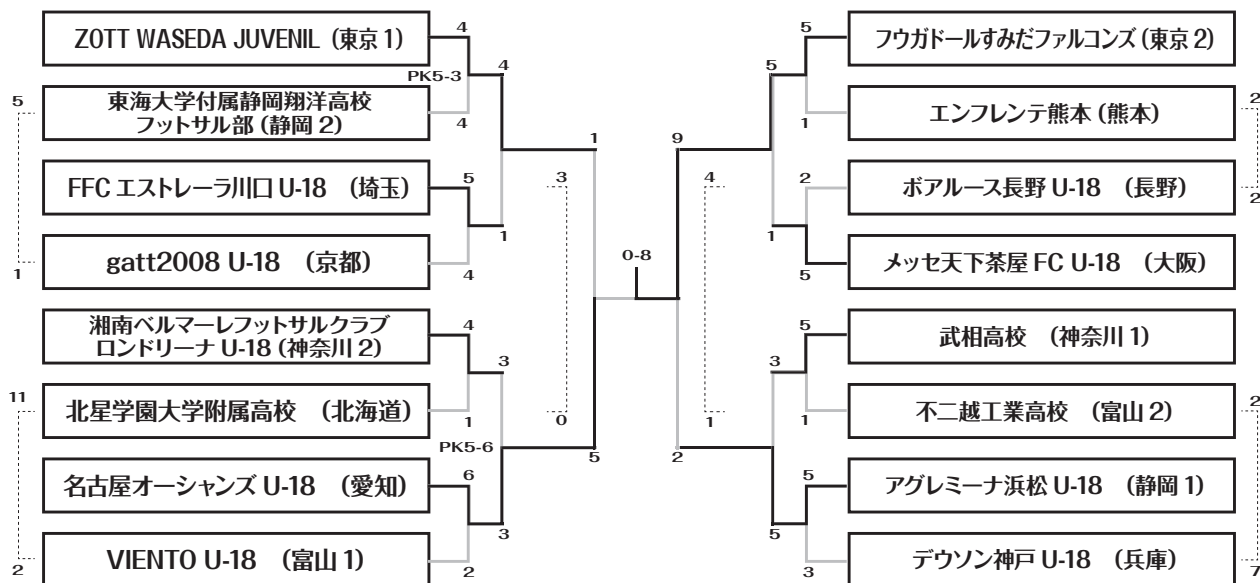 ZOTT WASEDA JUVENIL (東京1)
東海大学付属静岡翔洋高校
フットサル部 (静岡2)
FFC エストレーラ川口 U-18 (埼玉)
gatt2008 U-18 (京都)
湘南ベルマーレフットサルクラブ
ロンドリーナ U-18 (神奈川2)
北星学園大学附属高校 (北海道)
名古屋オーシャンズ U-18 (愛知)
VIENTO U-18 (富山1)
5
1
11
2
4
PK5-3
4
5
4
4
1
6
2
4
1
3
PK5-6
3
1
5
3
0
0-8
9
2
4
1
5
1
3
5
5
1
2
5
5
1
5
3
フウガドールすみだファルコンズ (東京2)
エンフレンテ熊本 (熊本)
ボアルース長野 U-18 (長野)
メッセ天下茶屋 FC U-18 (大阪)
武相高校 (神奈川1)
不二越工業高校 (富山2)
アグレミーナ浜松 U-18 (静岡1)
デウソン神戸 U-18 (兵庫)
2
2
2
7